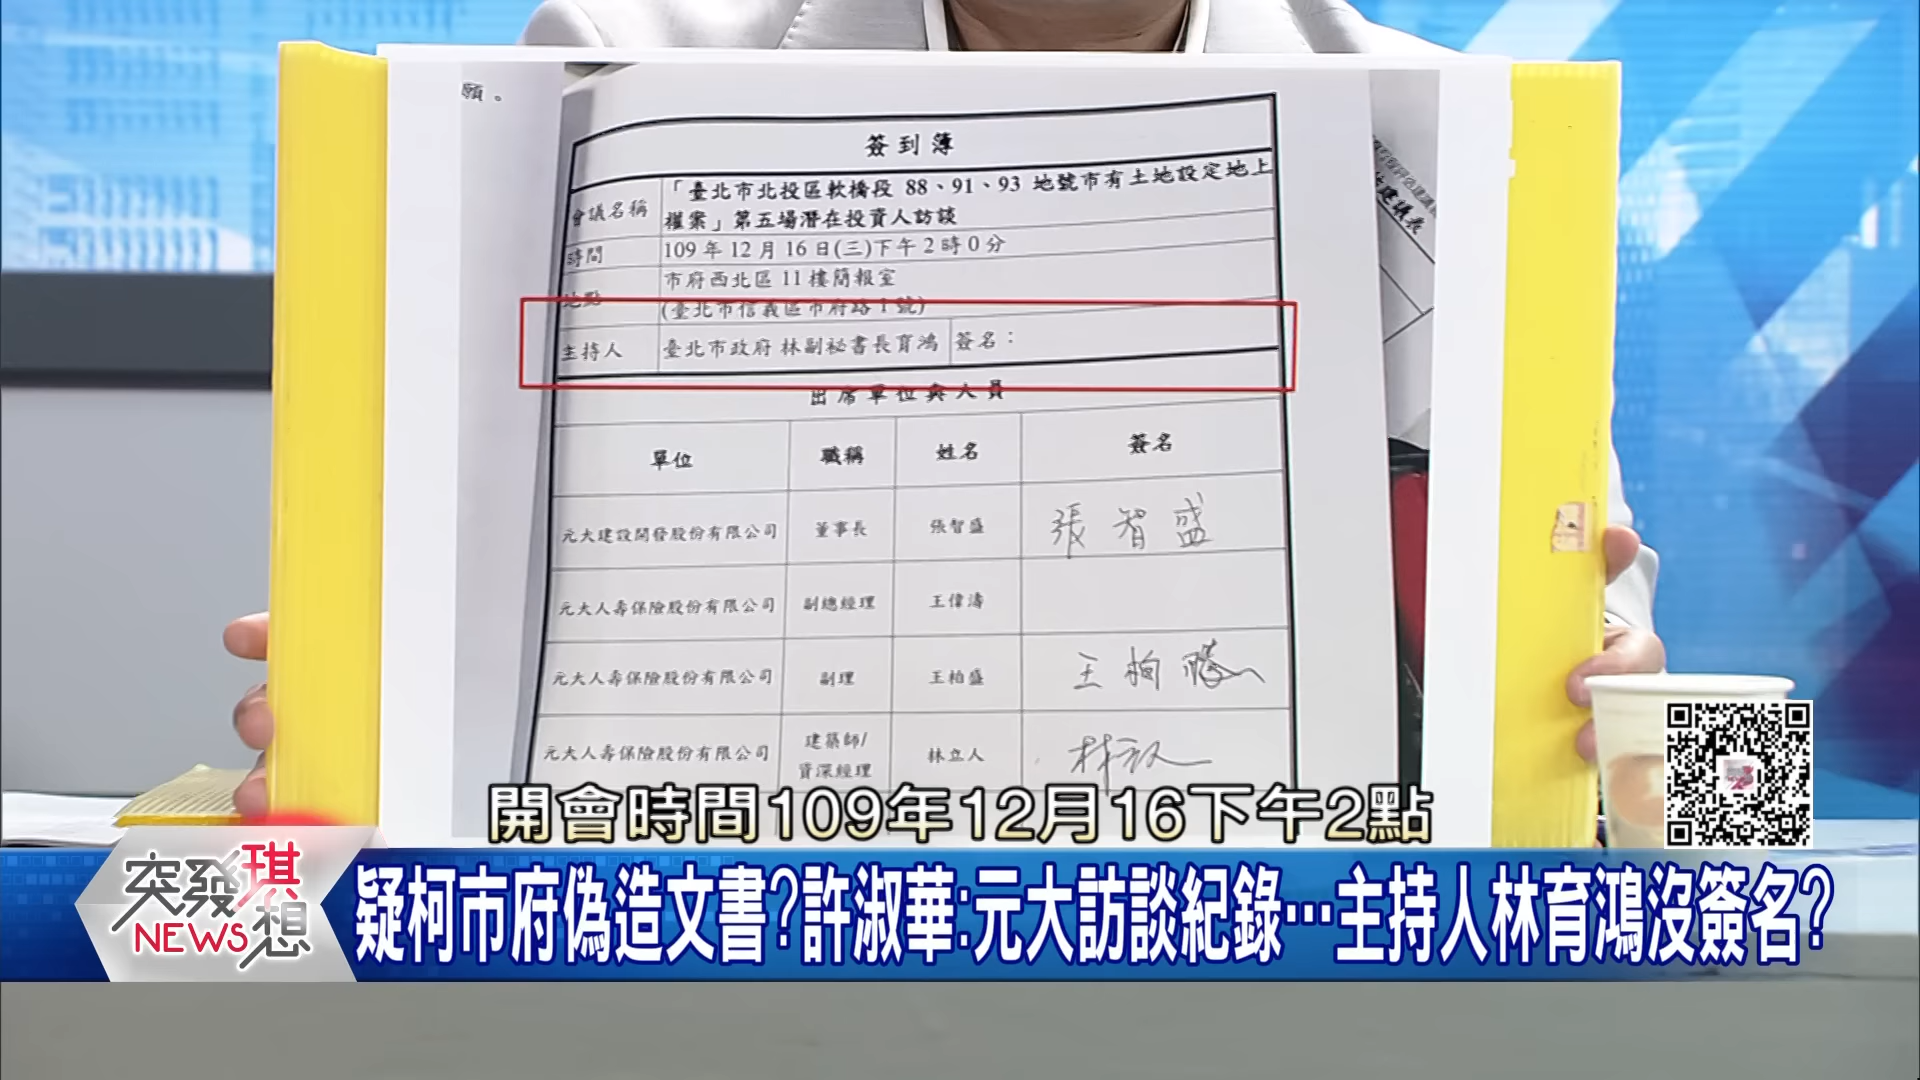 願。
簽到簿
會議名稱
「臺北市北投區軟橋段 88、91、93 地號市有土地設定地上
權案」第五場潛在投資人訪談
時間
109 年 12 月 16 日(三)下午 2 時 0 分
地點
市府西北區 11 樓簡報室
(臺北市信義區市府路 1 號)
主持人
臺北市政府 林副祕書長育鴻
簽名：
出席單位與人員
單位 職稱 姓名 簽名
元大建設開發股份有限公司 董事長 張智盛 張智盛
元大人壽保險股份有限公司 副總經理 王偉濤
元大人壽保險股份有限公司 副理 王柏盛
元大人壽保險股份有限公司 建築師/
資深經理 林立人
建議表
開會時間109年12月16下午2點
突發琪想
NEWS
疑柯市府偽造文書?許淑華:元大訪談紀錄…主持人林育鴻沒簽名?